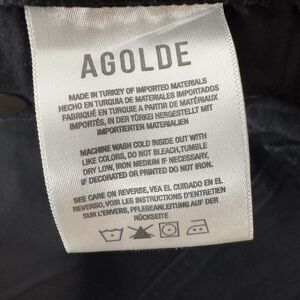 AGOLDE
MADE IN TURKEY OF IMPORTED MATERIALS
HECHO EN TURQUIA DE MATERIALES IMPORTADOS
FABRIQUÉ EN TURQUIA A PARTIR DE MATÉRIAUX
IMPORTÉS, IN DER TÜRKEI HERGESTELLT MIT
IMPORTIERTEN MATERIALIEN
MACHINE WASH COLD INSIDE OUT WITH
LIKE COLORS, DO NOT BLEACH, TUMBLE
DRY LOW, IRON MEDIUM IF NECESSARY,
IF DECORATED OR PRINTED DO NOT IRON.
SEE CARE ON REVERSE, VEA EL CUIDADO EN EL
REVERSO, VOIR LES INSTRUCTIONS D'ENTRETIEN
SUR L'ENVERS, PFLEGEANLEITUNG AUF DER
RÜCKSEITE